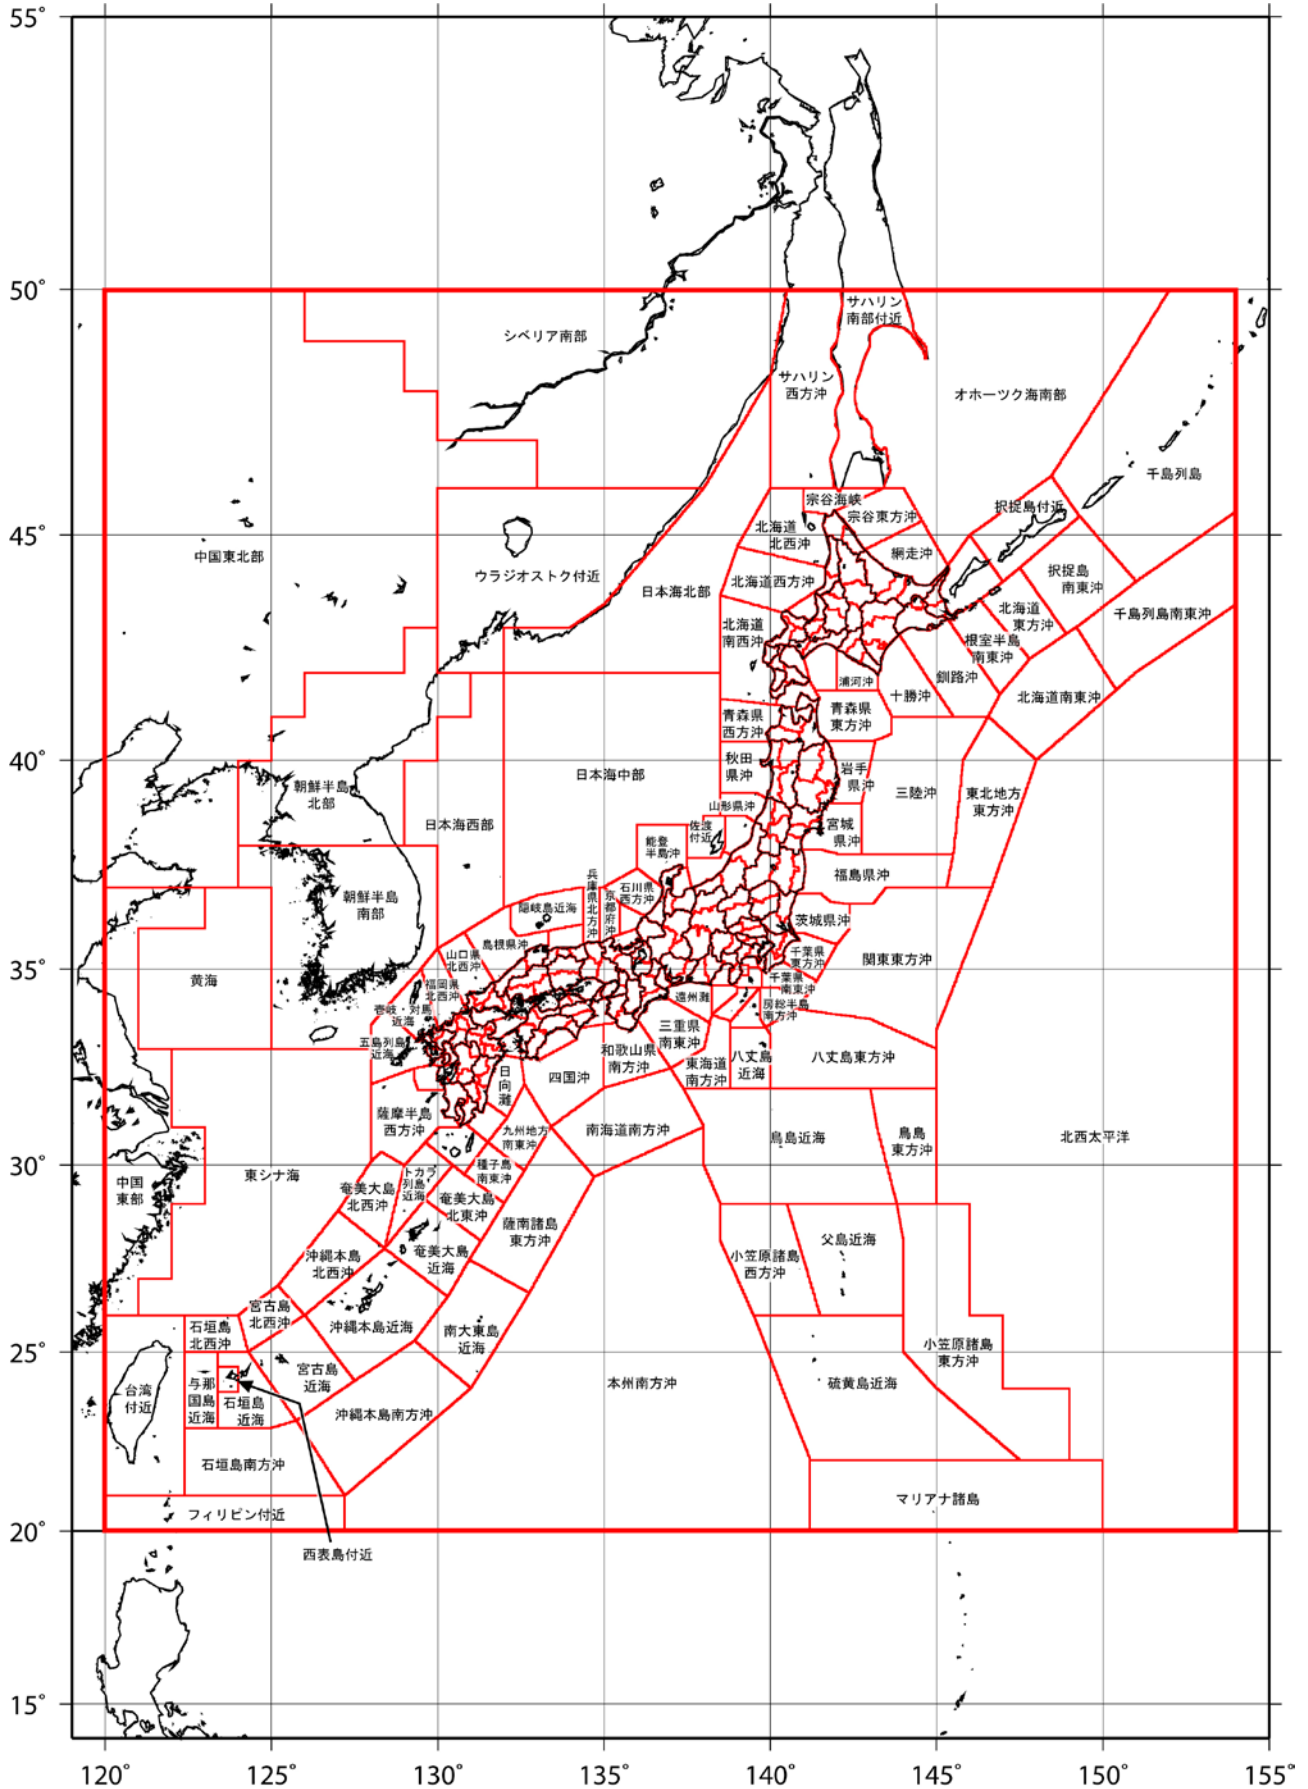 55°
50°
シベリア南部
サハリン
南部付近
サハリン
西方沖
オホーツク海南部
千島列島
択捉島付近
宗谷海峡
宗谷東方沖
北海道
北西沖
45°
中国東北部
網走沖
ウラジオストク付近
日本海北部
北海道西方沖
択捉島
南東沖
北海道
東方沖
千島列島南東沖
北海道
南西沖
根室半島
南東沖
釧路沖
浦河沖
十勝沖
北海道南東沖
青森県
西方沖
青森県
東方沖
40°
朝鮮半島
北部
日本海中部
秋田
県沖
岩手
県沖
三陸沖
東北地方
東方沖
日本海西部
山形県沖
佐渡
付近
宮城
県沖
能登
半島沖
福島県沖
朝鮮半島
南部
隠岐島近海
兵庫県北方沖
京都府沖
石川県
西方沖
茨城県沖
島根県沖
山口県
北西沖
千葉県
東方沖
関東東方沖
35°
黄海
福岡県
北西沖
千葉県
南東沖
壱岐・対馬
近海
遠州灘
房総半島
南方沖
五島列島
近海
三重県
南東沖
和歌山県
南方沖
東海道
南方沖
八丈島
近海
八丈島東方沖
日向灘
四国沖
薩摩半島
西方沖
九州地方
南東沖
南海道南方沖
鳥島近海
鳥島
東方沖
北西太平洋
30°
中国
東部
東シナ海
種子島
南東沖
トカラ
列島
近海
奄美大島
北西沖
奄美大島
北東沖
薩南諸島
東方沖
沖縄本島
北西沖
奄美大島
近海
小笠原諸島
西方沖
父島近海
宮古島
北西沖
石垣島
北西沖
沖縄本島近海
南大東島
近海
小笠原諸島
東方沖
25°
台湾
付近
与那
国島
近海
石垣島
近海
宮古島
近海
沖縄本島南方沖
本州南方沖
硫黄島近海
石垣島南方沖
マリアナ諸島
フィリピン付近
20°
西表島付近
15°
120°
125°
130°
135°
140°
145°
150°
155°